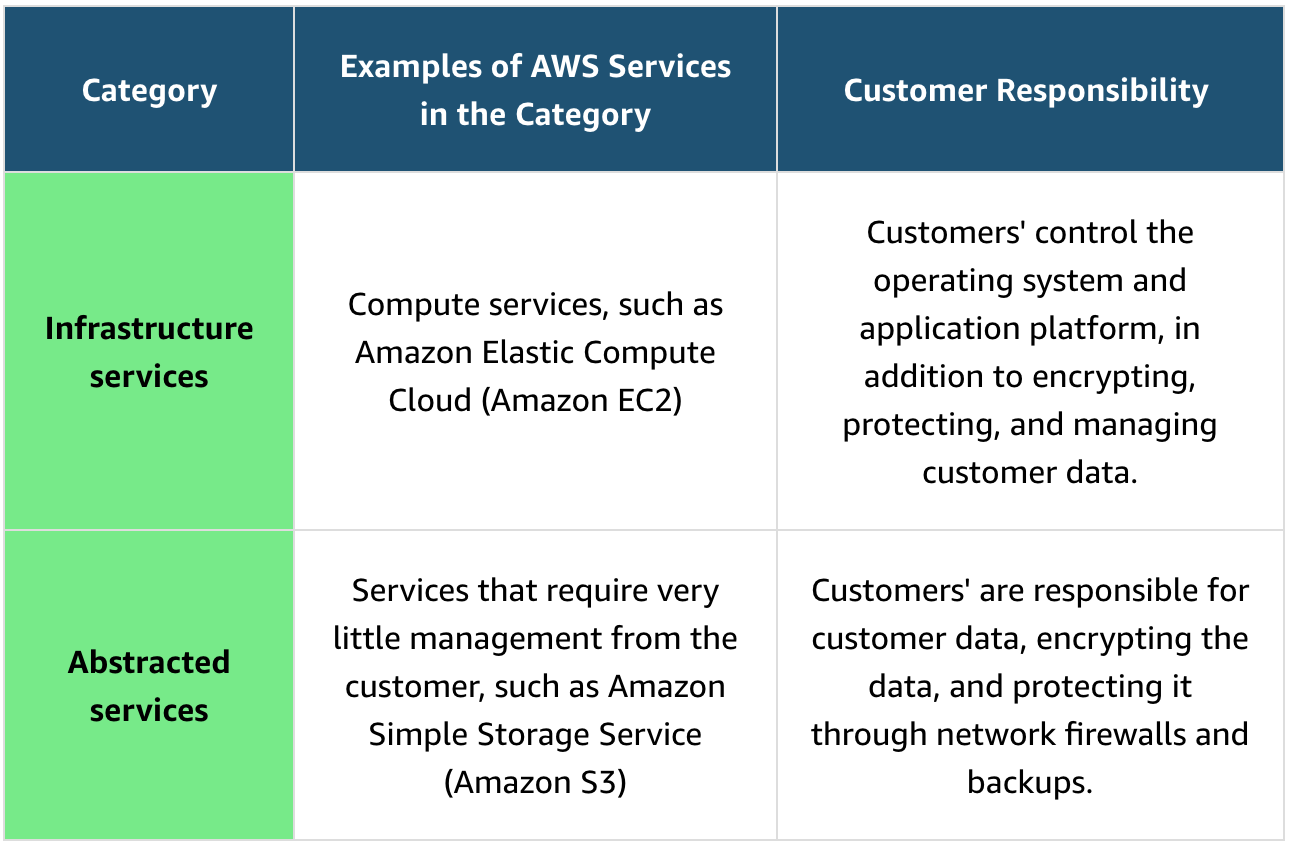 Category
Examples of AWS Services
in the Category
Customer Responsibility
Infrastructure
services
Compute services, such as
Amazon Elastic Compute
Cloud (Amazon EC2)
Customers' control the
operating system and
application platform, in
addition to encrypting,
protecting, and managing
customer data.
Abstracted
services
Services that require very
little management from the
customer, such as Amazon
Simple Storage Service
(Amazon S3)
Customers' are responsible for
customer data, encrypting the
data, and protecting it
through network firewalls and
backups.